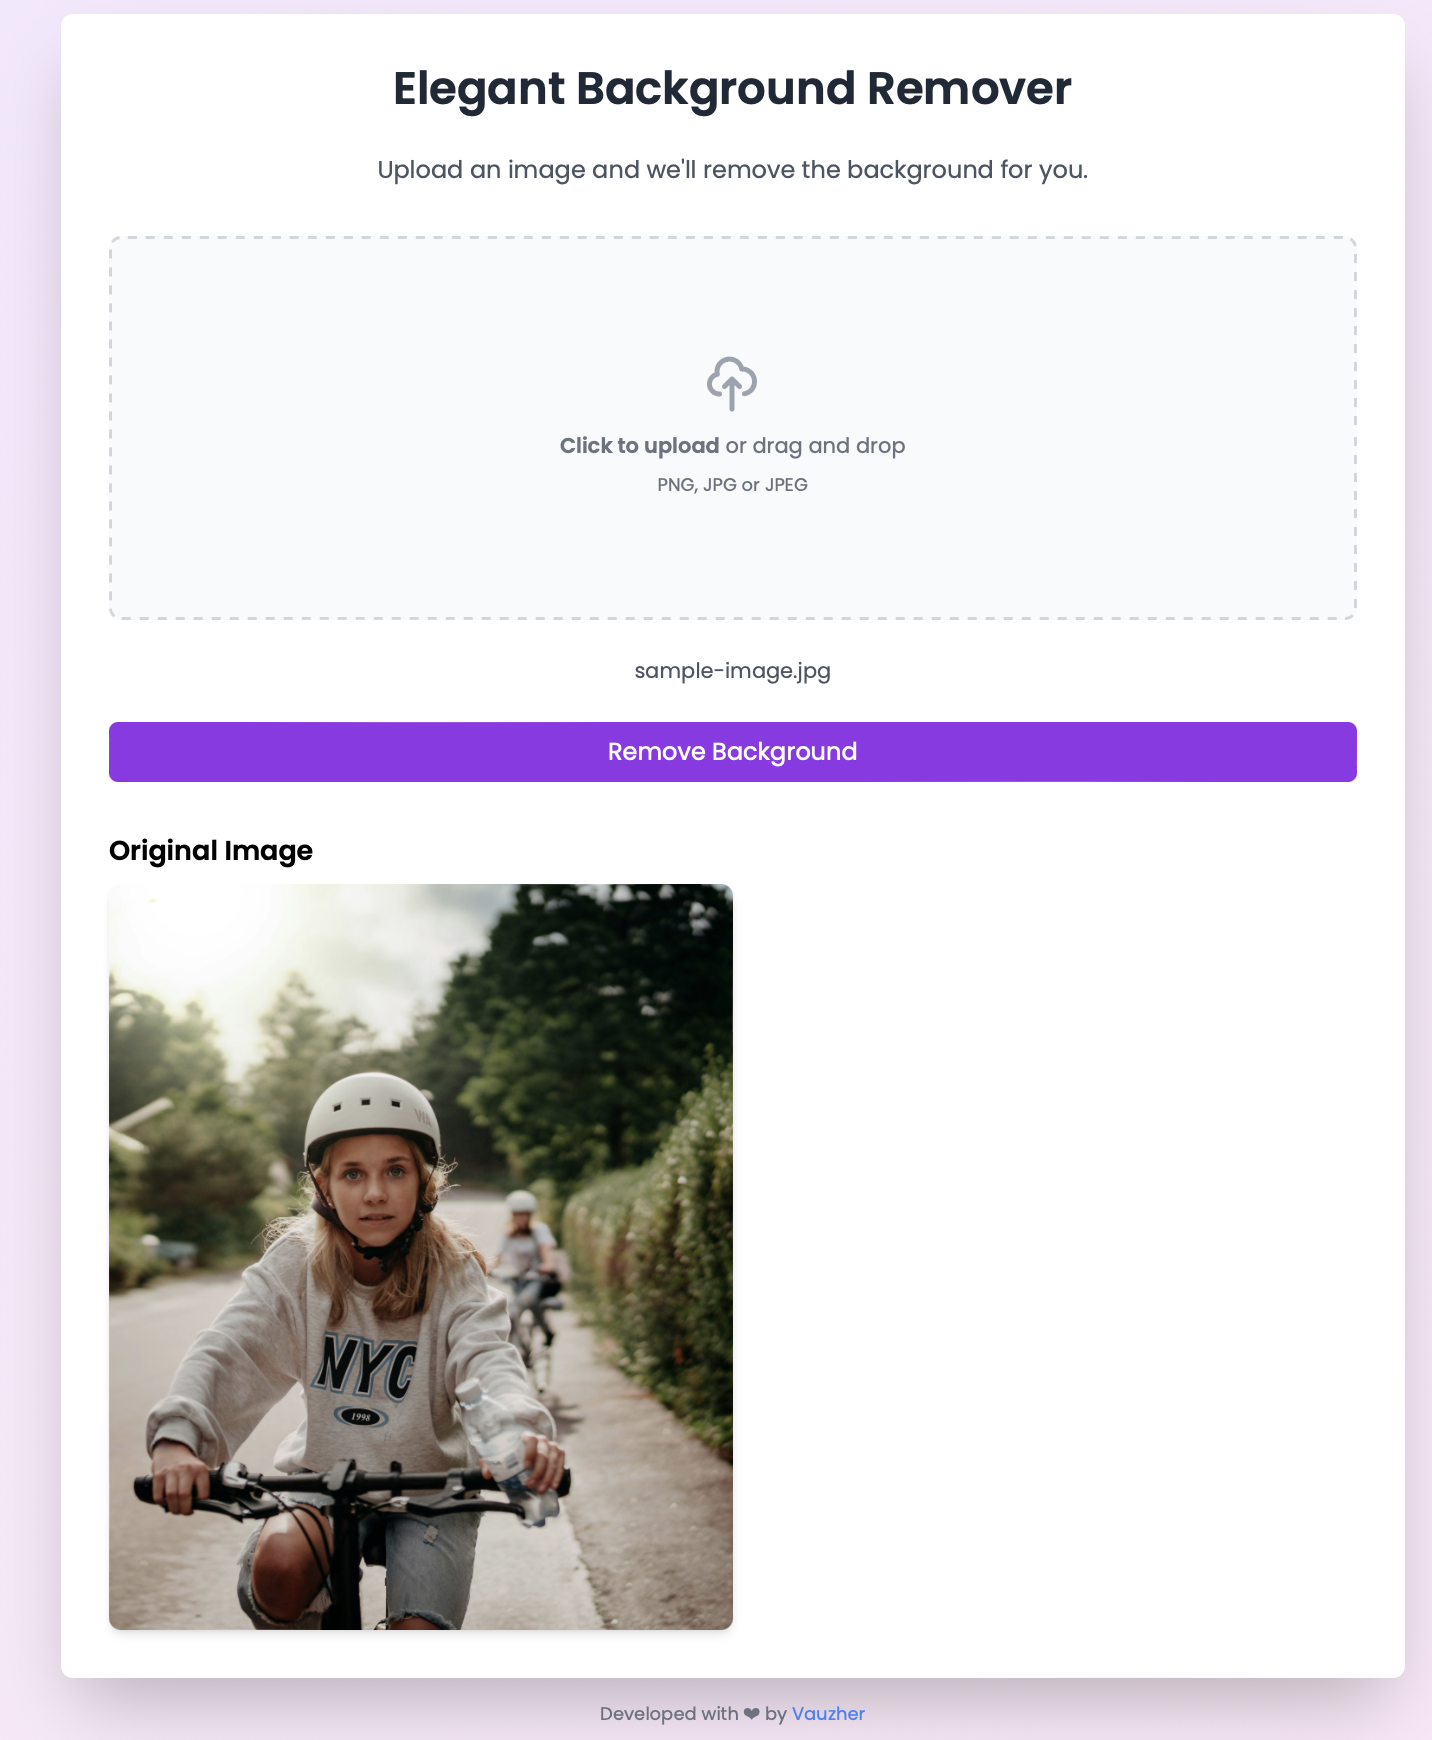 Elegant Background Remover
Upload an image and we'll remove the background for you.
Click to upload or drag and drop
PNG, JPG or JPEG
sample-image.jpg
Remove Background
Original Image
WA
NYC
1998
Developed with ❤ by Vauzher